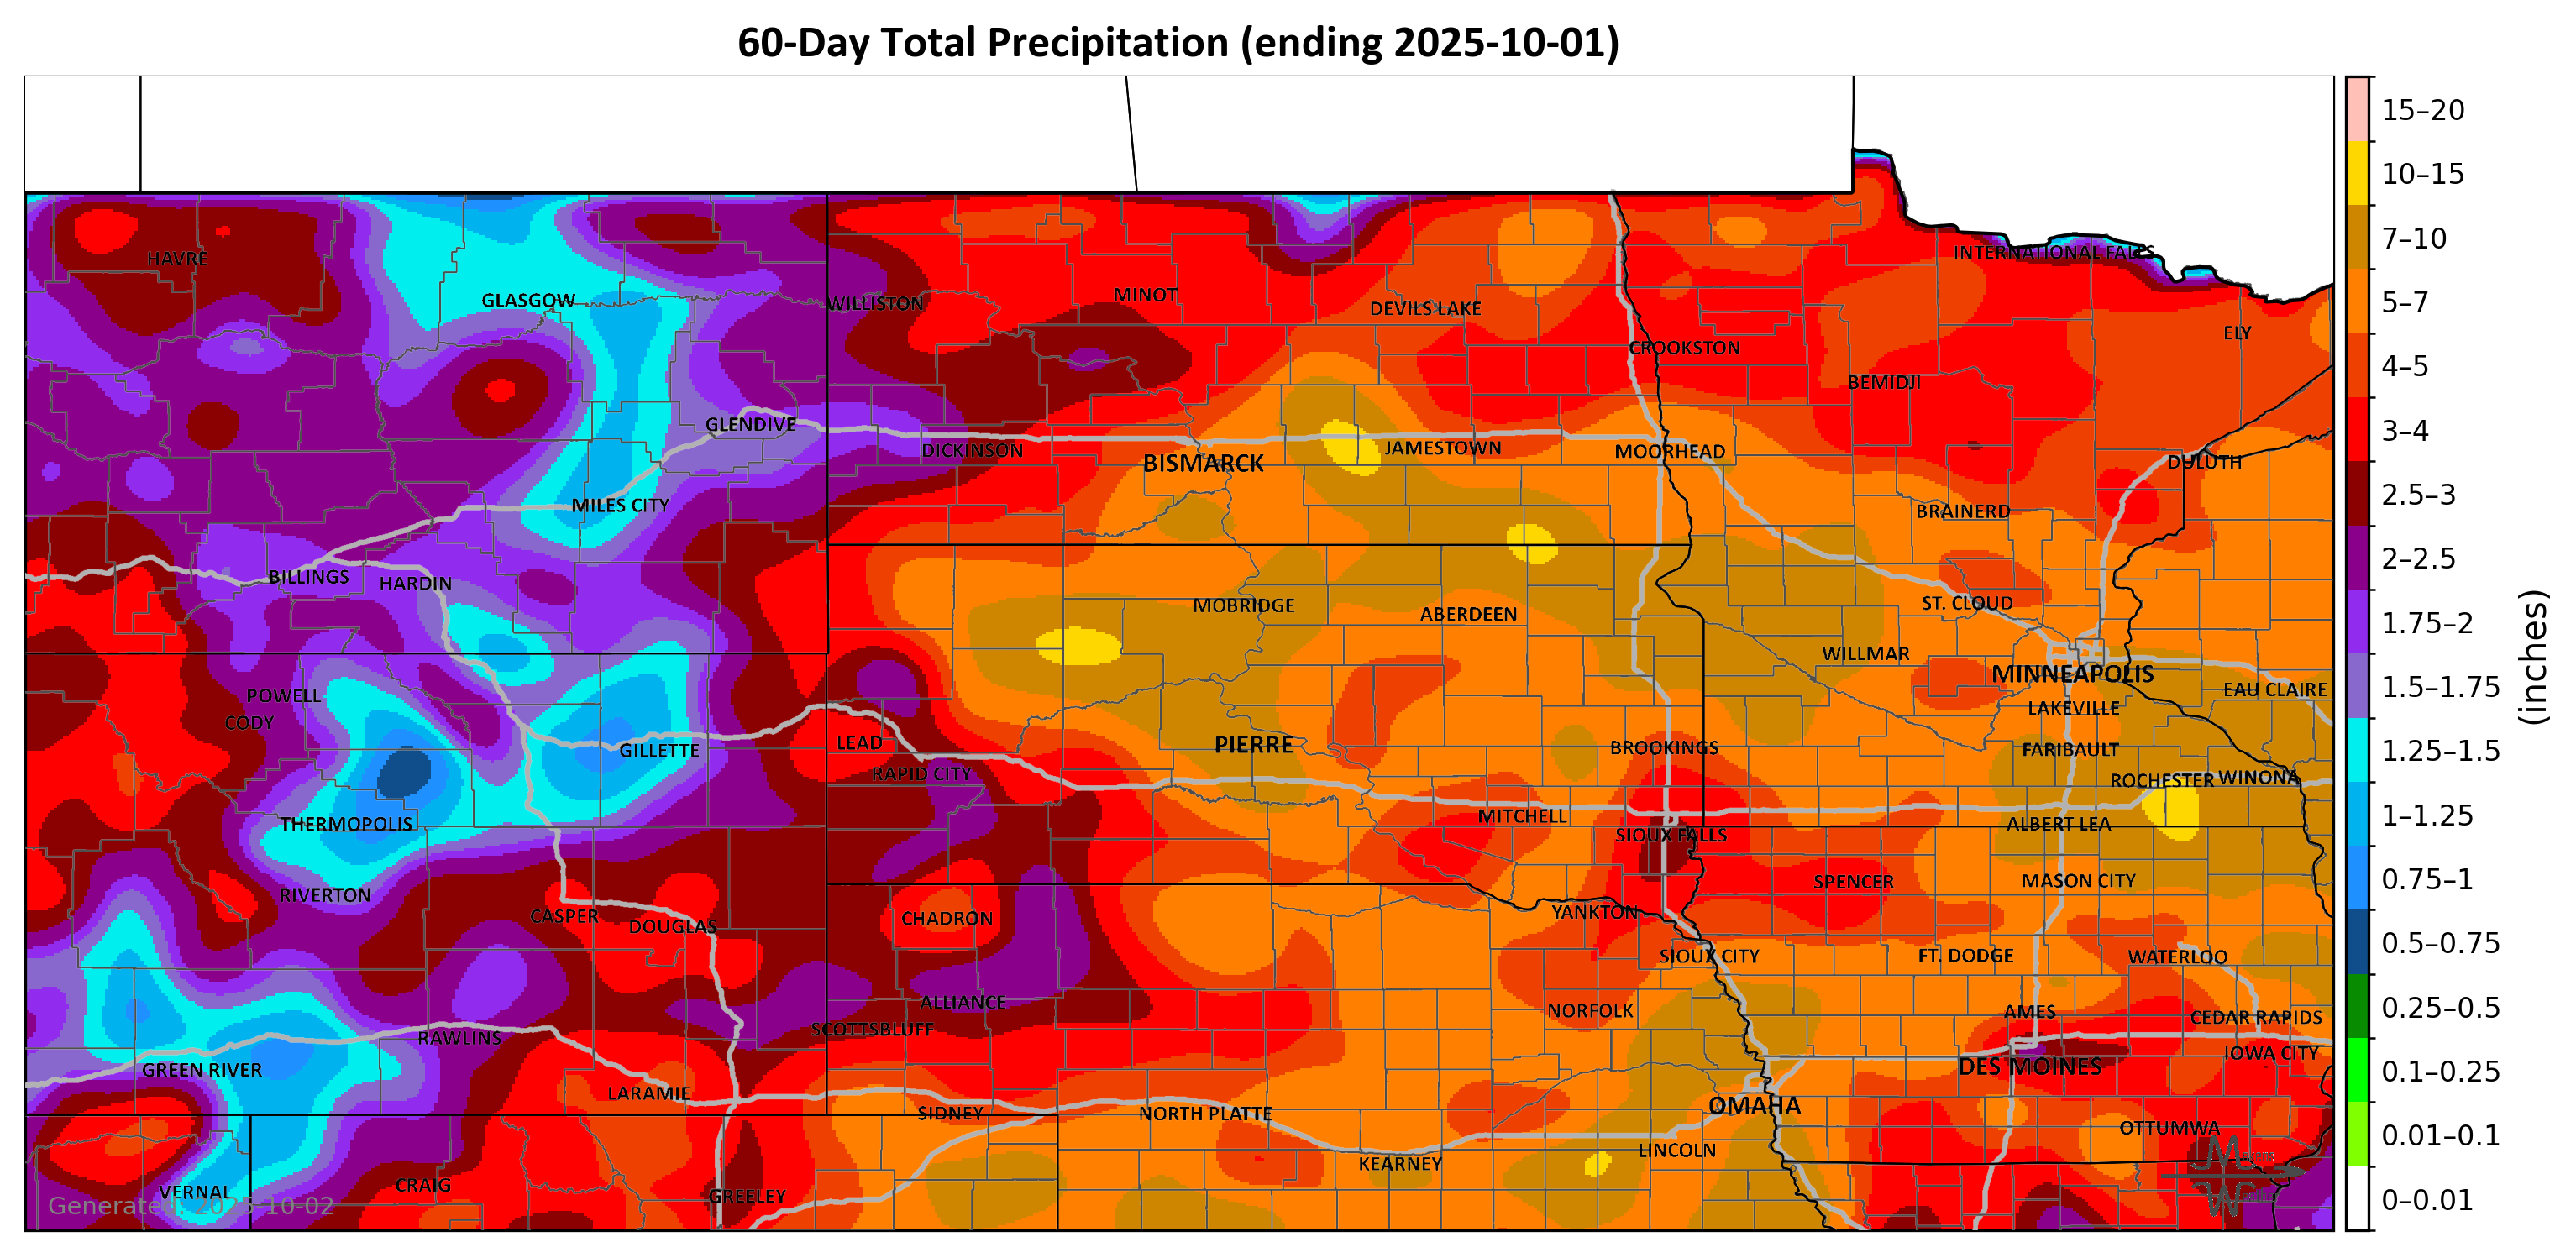 60-Day Total Precipitation (ending 2025-10-01)
15–20
10–15
7–10
5–7
4–5
3–4
2.5–3
2–2.5
1.75–2
1.5–1.75
1.25–1.5
1–1.25
0.75–1
0.5–0.75
0.25–0.5
0.1–0.25
0.01–0.1
0–0.01
(inches)
INTERNATIONAL FALLS
HAVRE
GLASGOW
WILLISTON
MINOT
DEVILS LAKE
ELY
CROOKSTON
BEMIDJI
GLENDIVE
DICKINSON
BISMARCK
JAMESTOWN
MOORHEAD
DULUTH
MILES CITY
BRAINERD
BILLINGS
HARDIN
MOBRIDGE
ABERDEEN
ST. CLOUD
WILLMAR
MINNEAPOLIS
EAU CLAIRE
POWELL
CODY
LAKEVILLE
GILLETTE
LEAD
PIERRE
BROOKINGS
FARIBAULT
RAPID CITY
ROCHESTER
WINONA
THERMOPOLIS
MITCHELL
SIOUX FALLS
ALBERT LEA
RIVERTON
SPENCER
MASON CITY
CASPER
DOUGLAS
CHADRON
YANKTON
SIOUX CITY
FT. DODGE
WATERLOO
ALLIANCE
NORFOLK
AMES
CEDAR RAPIDS
SCOTTSBLUFF
RAWLINS
IOWA CITY
GREEN RIVER
DES MOINES
LARAMIE
SIDNEY
NORTH PLATTE
OMAHA
OTTUMWA
LINCOLN
KEARNEY
VERNAL
CRAIG
GREELEY
Generated: 2025-10-02